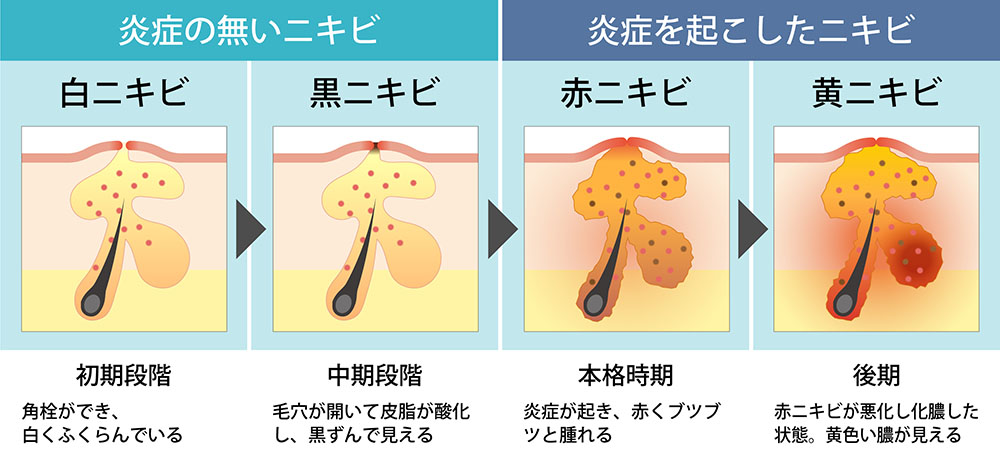 炎症の無いニキビ
炎症を起こしたニキビ
白ニキビ
黒ニキビ
赤ニキビ
黄ニキビ
初期段階
角栓ができ、
白くふくらんでいる
中期段階
毛穴が開いて皮脂が酸化
し、黒ずんで見える
本格時期
炎症が起き、赤くブツブ
ツと腫れる
後期
赤ニキビが悪化し化膿した
状態。黄色い膿が見える